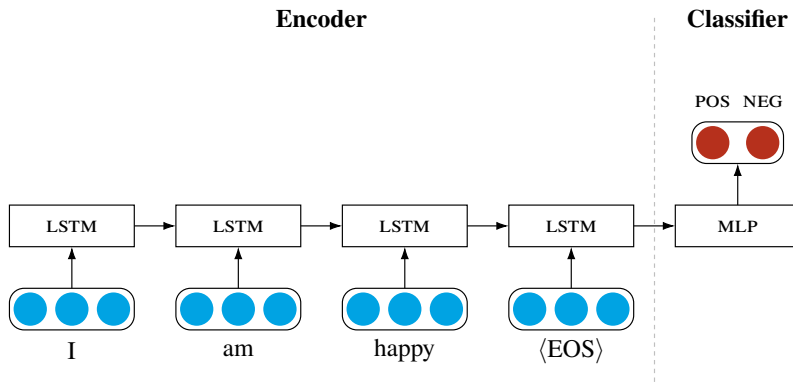 Encoder Classifier
POS NEG
LSTM LSTM LSTM LSTM MLP
I am happy ⟨EOS⟩